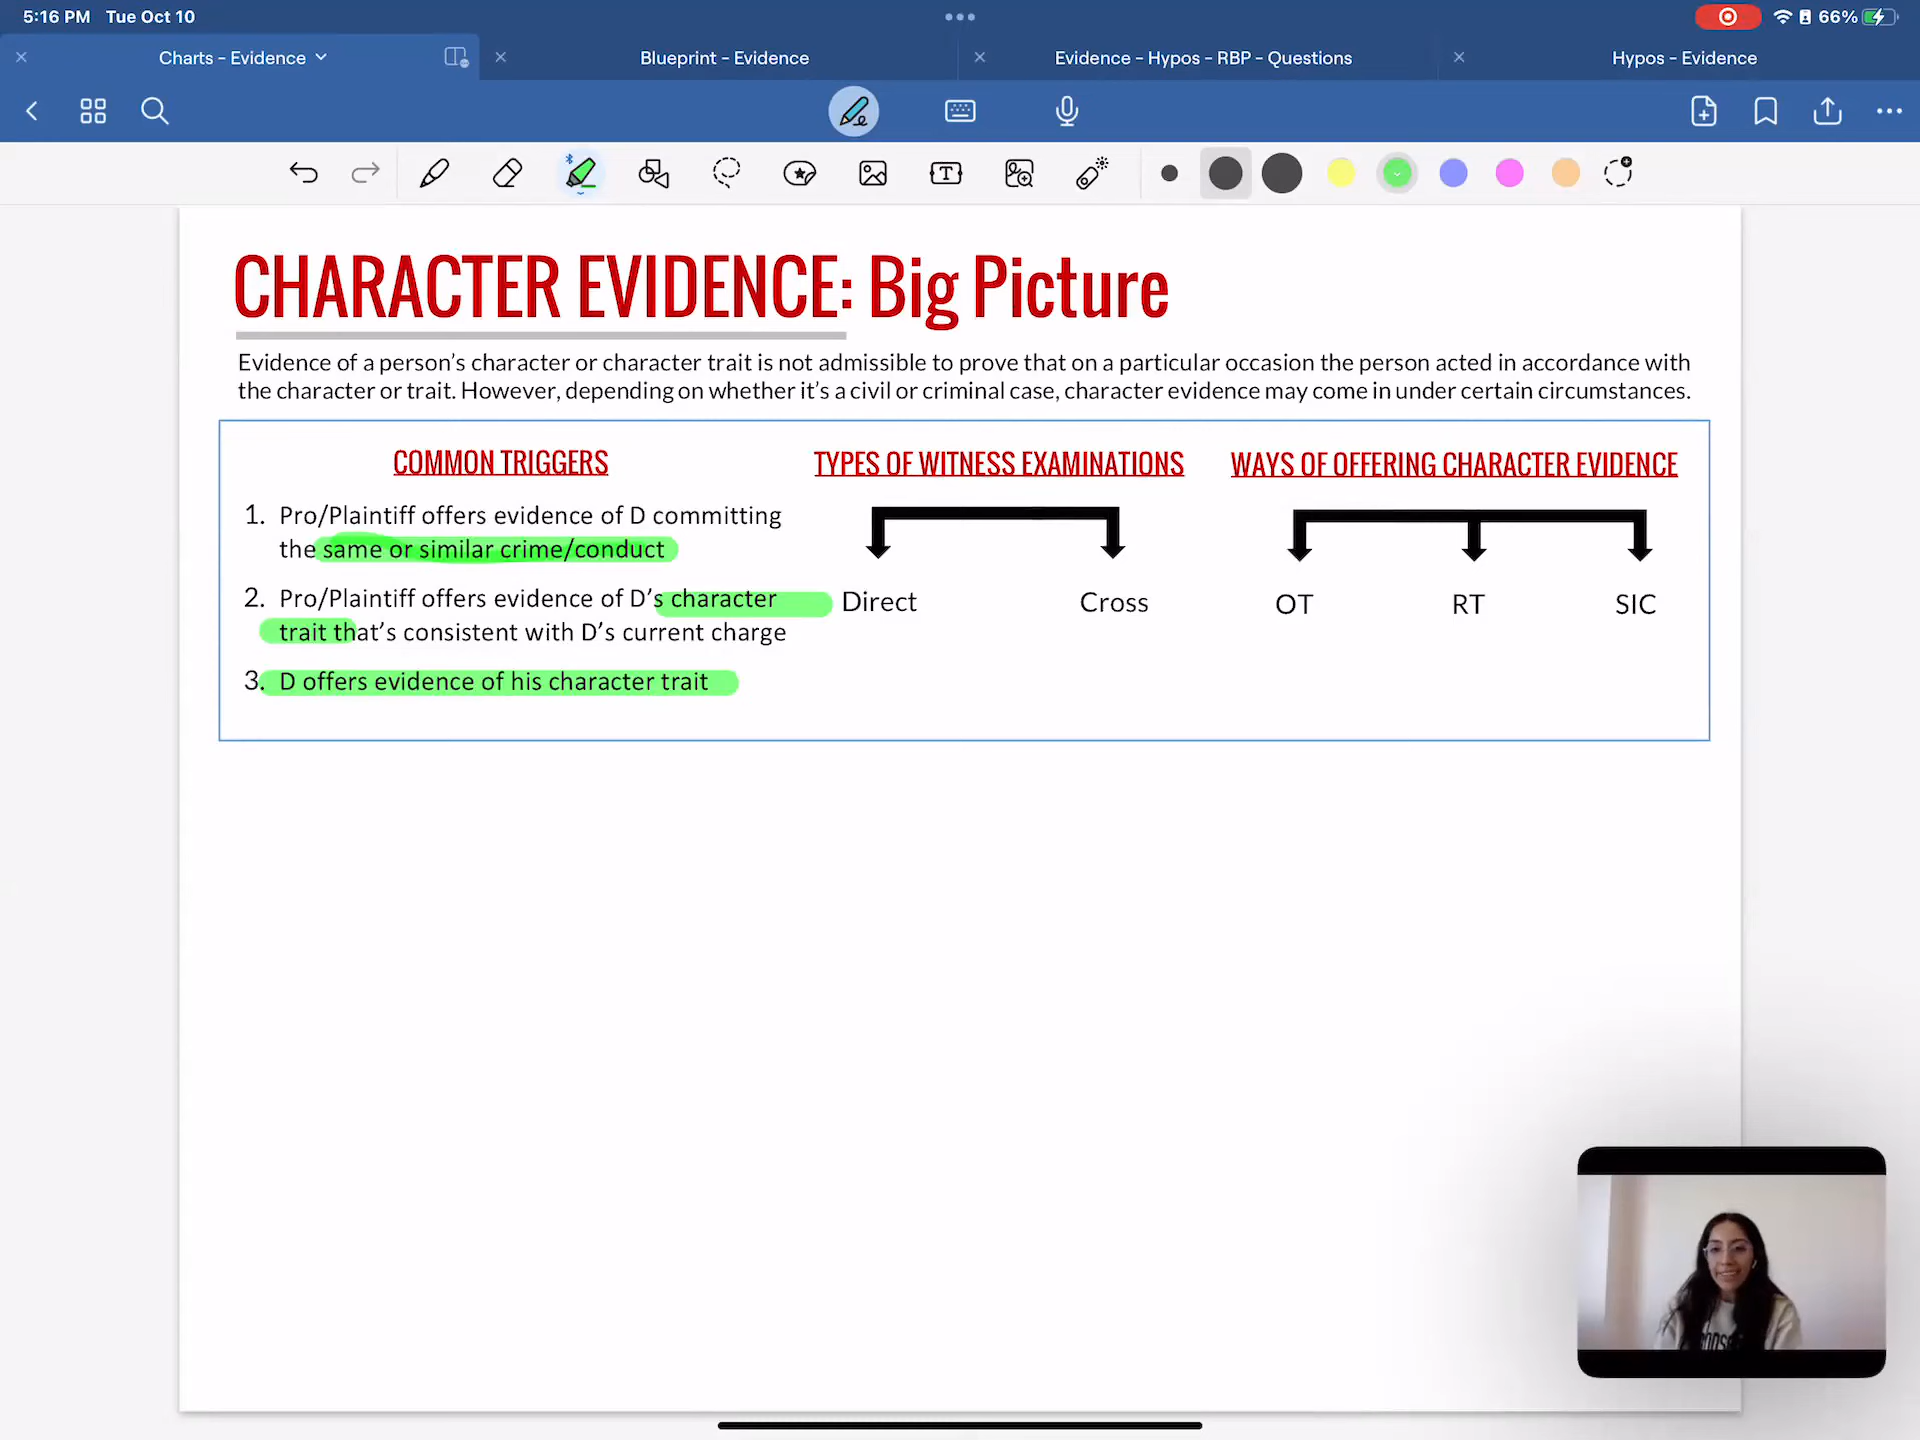 5:16 PM Tue Oct 10
66%
Charts - Evidence
Blueprint - Evidence
Evidence - Hypos - RBP - Questions
Hypos - Evidence
CHARACTER EVIDENCE: Big Picture
Evidence of a person's character or character trait is not admissible to prove that on a particular occasion the person acted in accordance with
the character or trait. However, depending on whether it's a civil or criminal case, character evidence may come in under certain circumstances.
COMMON TRIGGERS
1. Pro/Plaintiff offers evidence of D committing
the same or similar crime/conduct
2. Pro/Plaintiff offers evidence of D's character
trait that's consistent with D's current charge
3. D offers evidence of his character trait
TYPES OF WITNESS EXAMINATIONS
Direct
Cross
WAYS OF OFFERING CHARACTER EVIDENCE
OT
RT
SIC